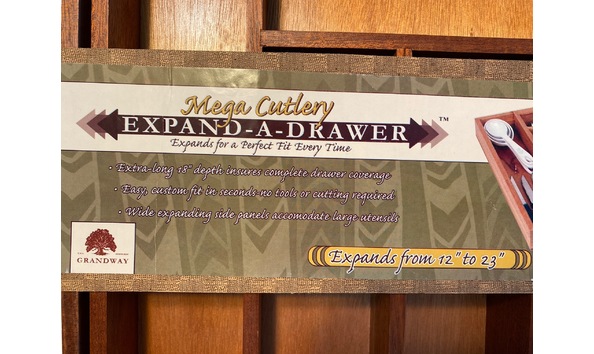 Mega Cutlery
EXPAND-A-DRAWER ™
Expands for a Perfect Fit Every Time
• Extra-long 18" depth insures complete drawer coverage
• Easy, custom fit in seconds-no tools or cutting required
• Wide expanding side panels accomodate large utensils
GRANDWAY
Expands from 12" to 23"